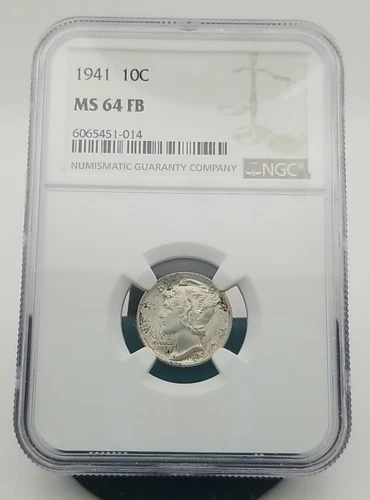 1941 10C
MS 64 FB
6065451-014
NUMISMATIC GUARANTY COMPANY
NGC